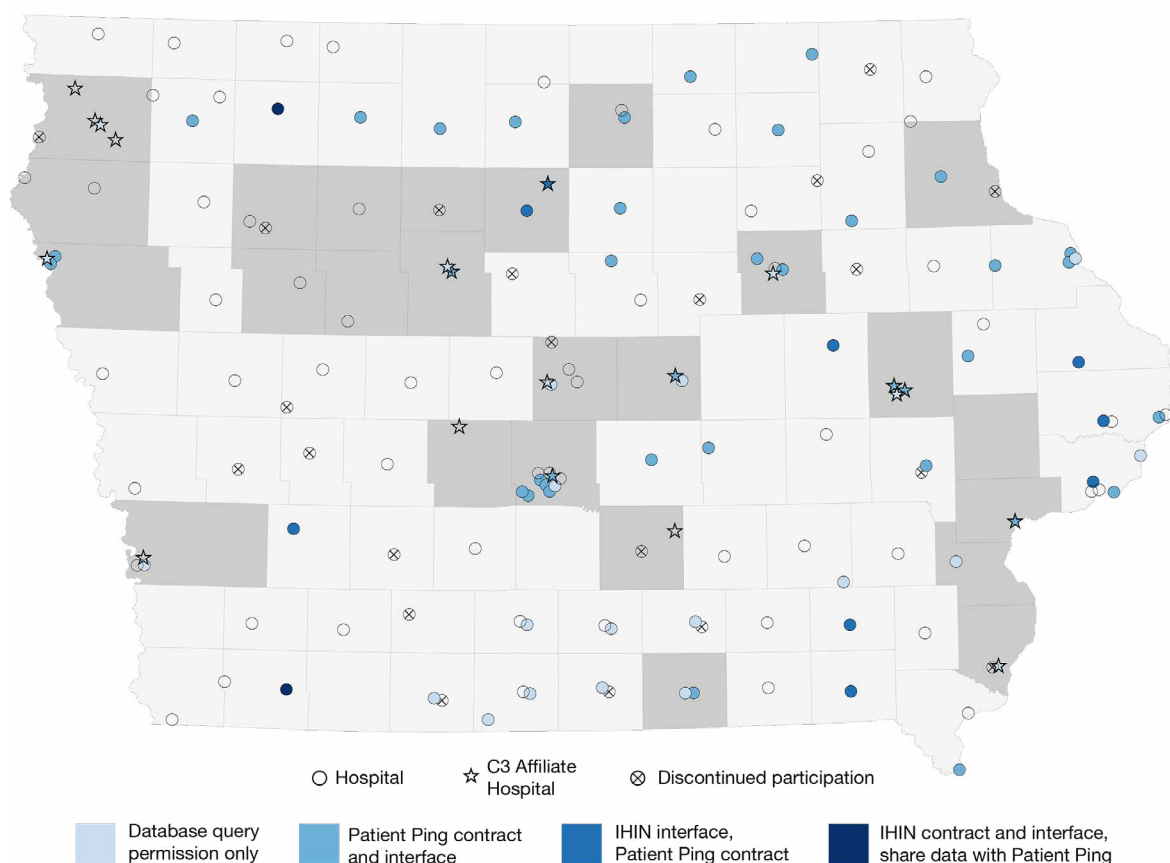 Hospital
C3 Affiliate
Hospital
Discontinued participation
Database query
permission only
Patient Ping contract
and interface
IHIN interface,
Patient Ping contract
IHIN contract and interface,
share data with Patient Ping